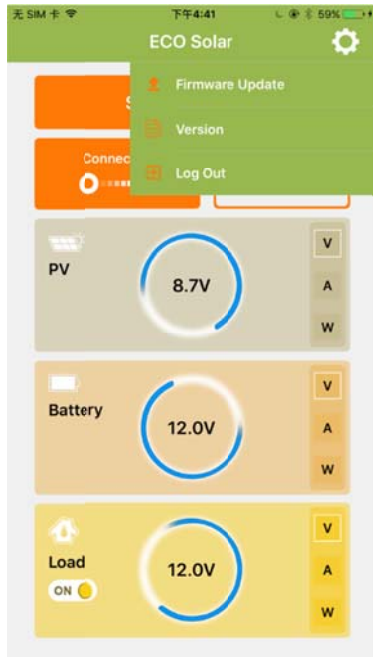 无 SIM 卡 下午4:41 59%
ECO Solar
Firmware Update
Version
Log Out
PV
8.7V
V
A
W
Battery
12.0V
V
A
W
Load
ON
12.0V
V
A
W